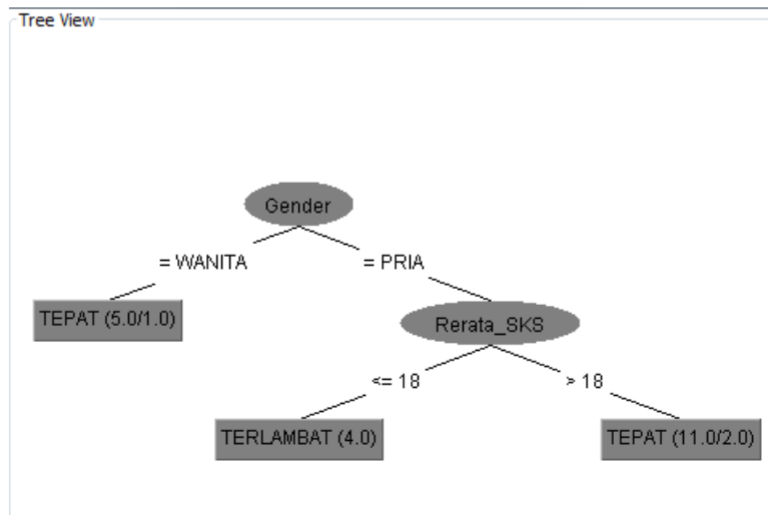 Tree View
Gender
= WANITA
= PRIA
TEPAT (5.0/1.0)
Rerata_SKS
<= 18
> 18
TERLAMBAT (4.0)
TEPAT (11.0/2.0)